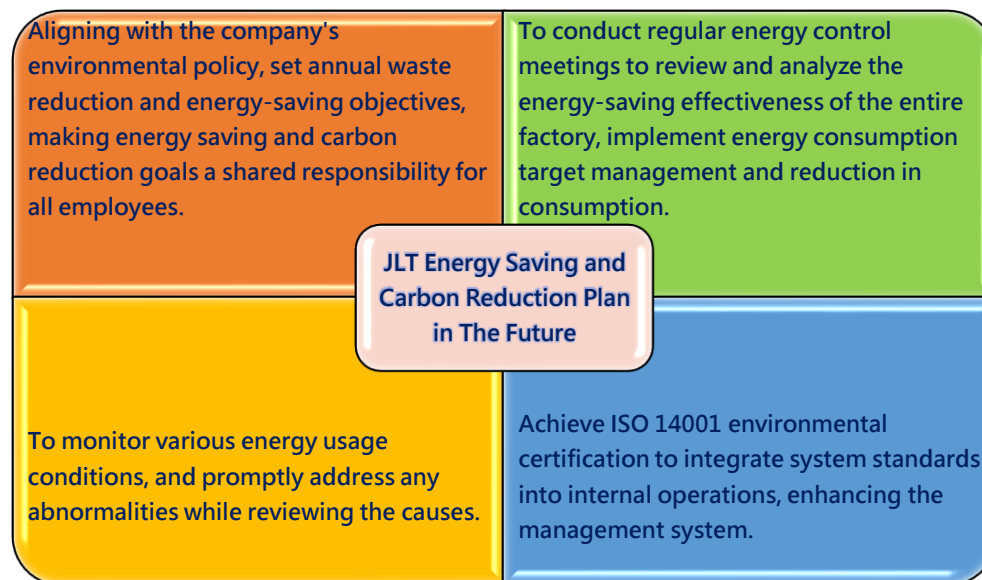 Aligning with the company's
environmental policy, set annual waste
reduction and energy-saving objectives,
making energy saving and carbon
reduction goals a shared responsibility for
all employees.
To conduct regular energy control
meetings to review and analyze the
energy-saving effectiveness of the entire
factory, implement energy consumption
target management and reduction in
consumption.
JLT Energy Saving and
Carbon Reduction Plan
in The Future
To monitor various energy usage
conditions, and promptly address any
abnormalities while reviewing the causes.
Achieve ISO 14001 environmental
certification to integrate system standards
into internal operations, enhancing the
management system.